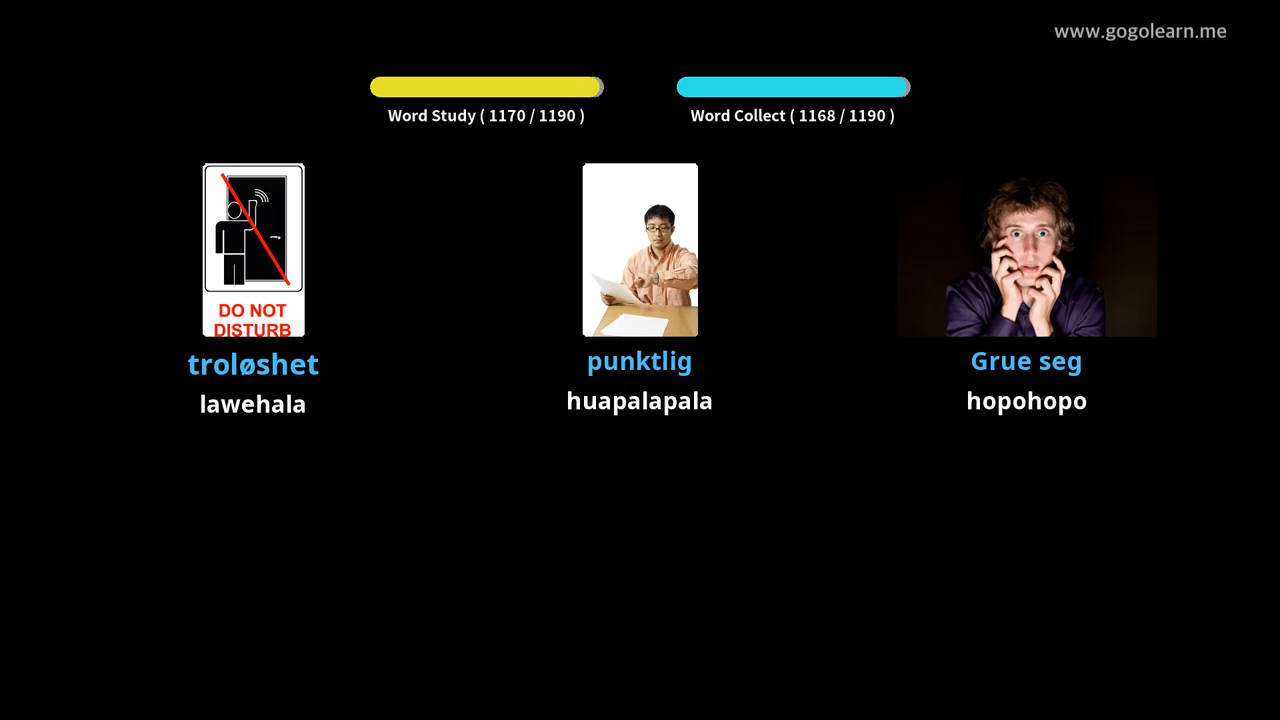 www.gogolearn.me
Word Study ( 1170 / 1190 )
Word Collect ( 1168 / 1190 )
DO NOT
DISTURB
troløshet
punktlig
Grue seg
lawehala
huapalapala
hopohopo